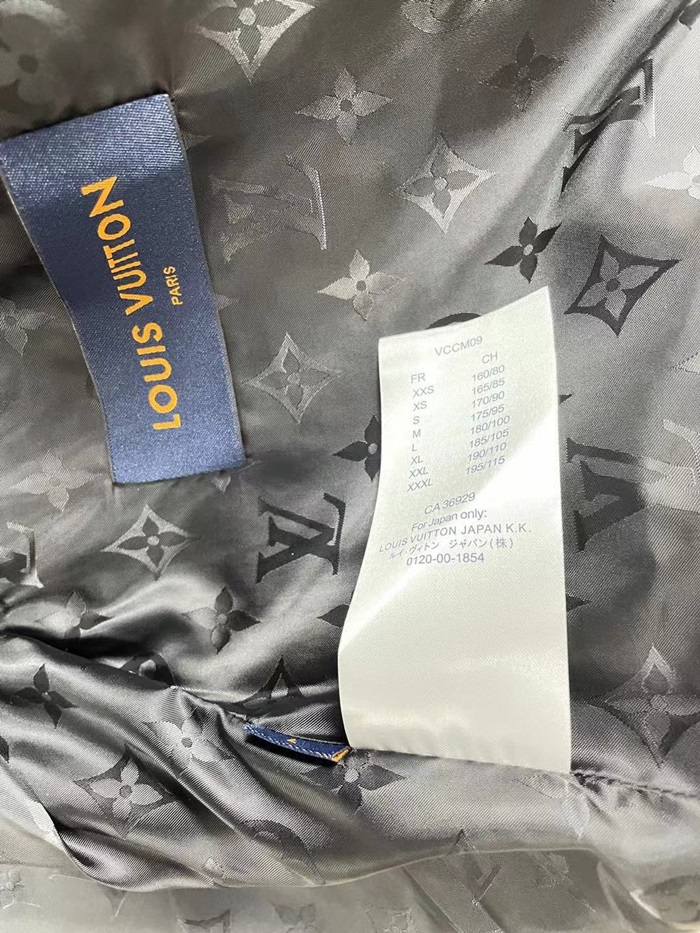 LOUIS VUITTON
PARIS
VCCM09
FR CH
XXS 160/80
XS 165/85
S 170/90
M 175/95
L 180/100
XL 185/105
XXL 190/110
XXXL 195/115
CA 36929
For Japan only:
LOUIS VUITTON JAPAN K.K.
ルイ・ヴィトン ジャパン(株)
0120-00-1854